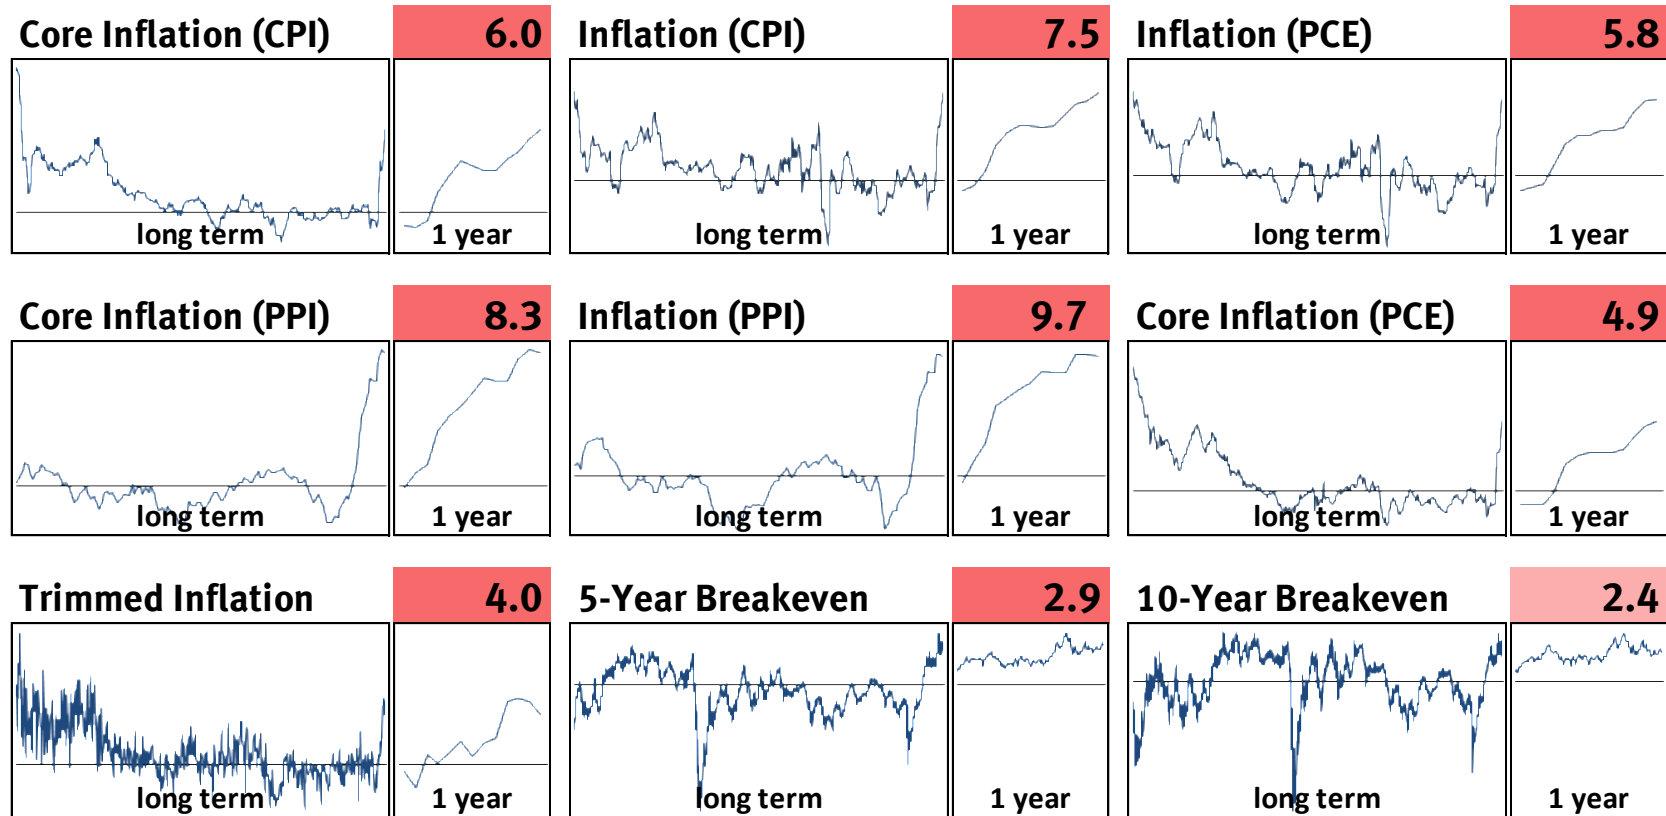 Core Inflation (CPI) 6.0 Inflation (CPI) 7.5 Inflation (PCE) 5.8
long term 1 year long term 1 year long term 1 year
Core Inflation (PPI) 8.3 Inflation (PPI) 9.7 Core Inflation (PCE) 4.9
long term 1 year long term 1 year long term 1 year
Trimmed Inflation 4.0 5-Year Breakeven 2.9 10-Year Breakeven 2.4
long term 1 year long term 1 year long term 1 year